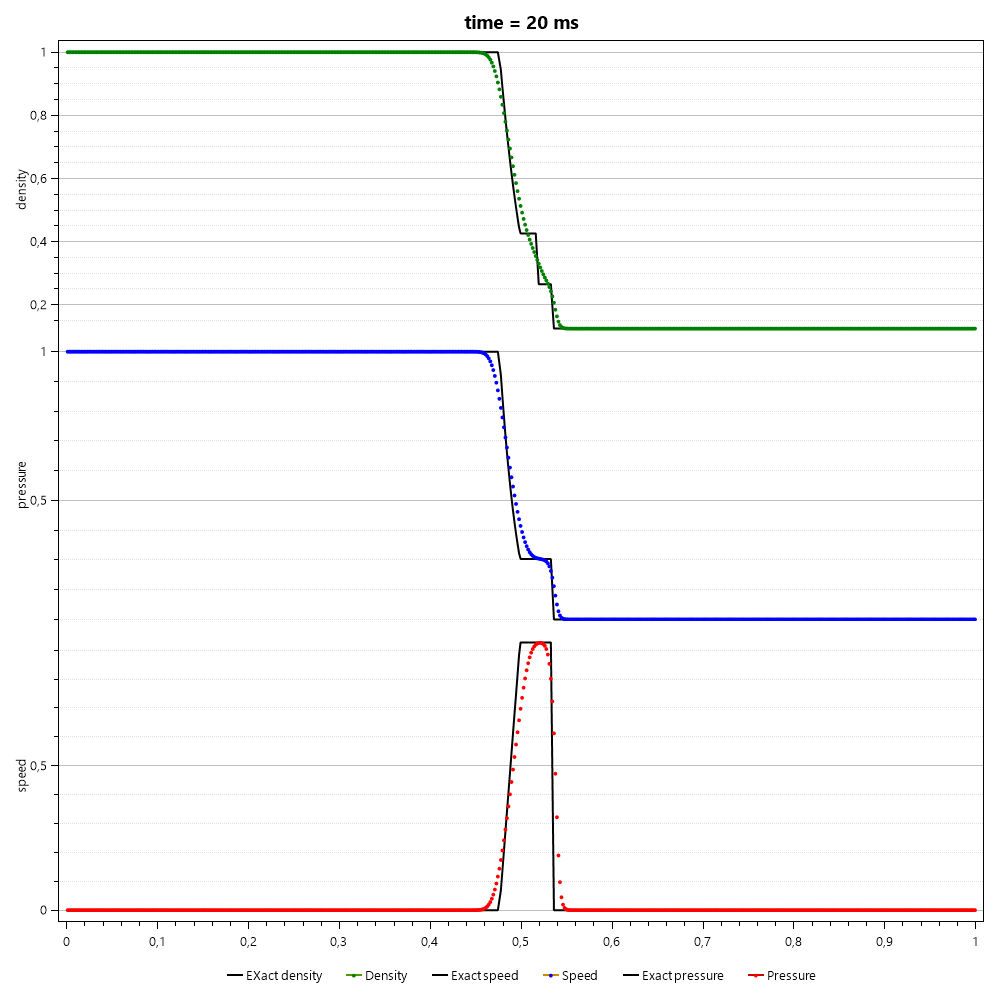 time = 20 ms
density
1
0,8
0,6
0,4
0,2
pressure
1
0,5
speed
0,5
0
0 0,1 0,2 0,3 0,4 0,5 0,6 0,7 0,8 0,9 1
EXact density Density Exact speed Speed Exact pressure Pressure